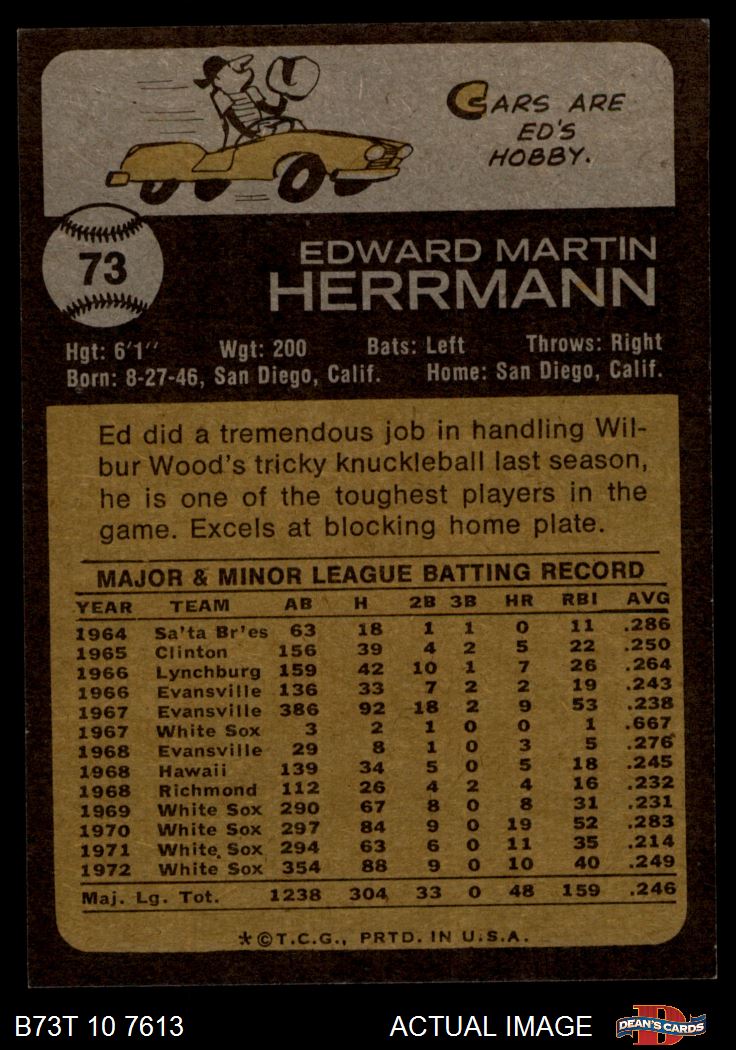 CARS ARE
ED'S
HOBBY.
73
EDWARD MARTIN
HERRMANN
Hgt: 6'1" Wgt: 200 Bats: Left Throws: Right
Born: 8-27-46, San Diego, Calif. Home: San Diego, Calif.
Ed did a tremendous job in handling Wil-
bur Wood's tricky knuckleball last season,
he is one of the toughest players in the
game. Excels at blocking home plate.
MAJOR & MINOR LEAGUE BATTING RECORD
YEAR TEAM AB H 2B 3B HR RBI AVG
1964 Sa'ta Br'es 63 18 1 1 0 11 .286
1965 Clinton 156 39 4 2 5 22 .250
1966 Lynchburg 159 42 10 1 7 26 .264
1966 Evansville 136 33 7 2 2 19 .243
1967 Evansville 386 92 18 2 9 53 .238
1967 White Sox 3 2 1 0 0 1 .667
1968 Evansville 29 8 1 0 3 5 .276
1968 Hawaii 139 34 5 0 5 18 .245
1968 Richmond 112 26 4 2 4 16 .232
1969 White Sox 290 67 8 0 8 31 .231
1970 White Sox 297 84 9 0 19 52 .283
1971 White Sox 294 63 6 0 11 35 .214
1972 White Sox 354 88 9 0 10 40 .249
Maj. Lg. Tot. 1238 304 33 0 48 159 .246
*©T.C.G., PRTD. IN U.S.A.
B73T 10 7613 ACTUAL IMAGE D DEAN'S CARDS